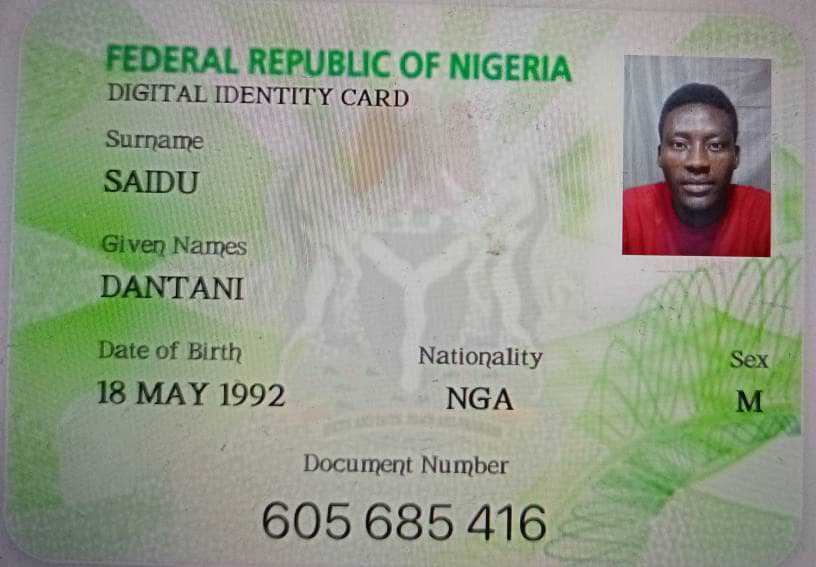 FEDERAL REPUBLIC OF NIGERIA
DIGITAL IDENTITY CARD
Surname
SAIDU
Given Names
DANTANI
Date of Birth
18 MAY 1992
Nationality
NGA
Sex
M
Document Number
605 685 416